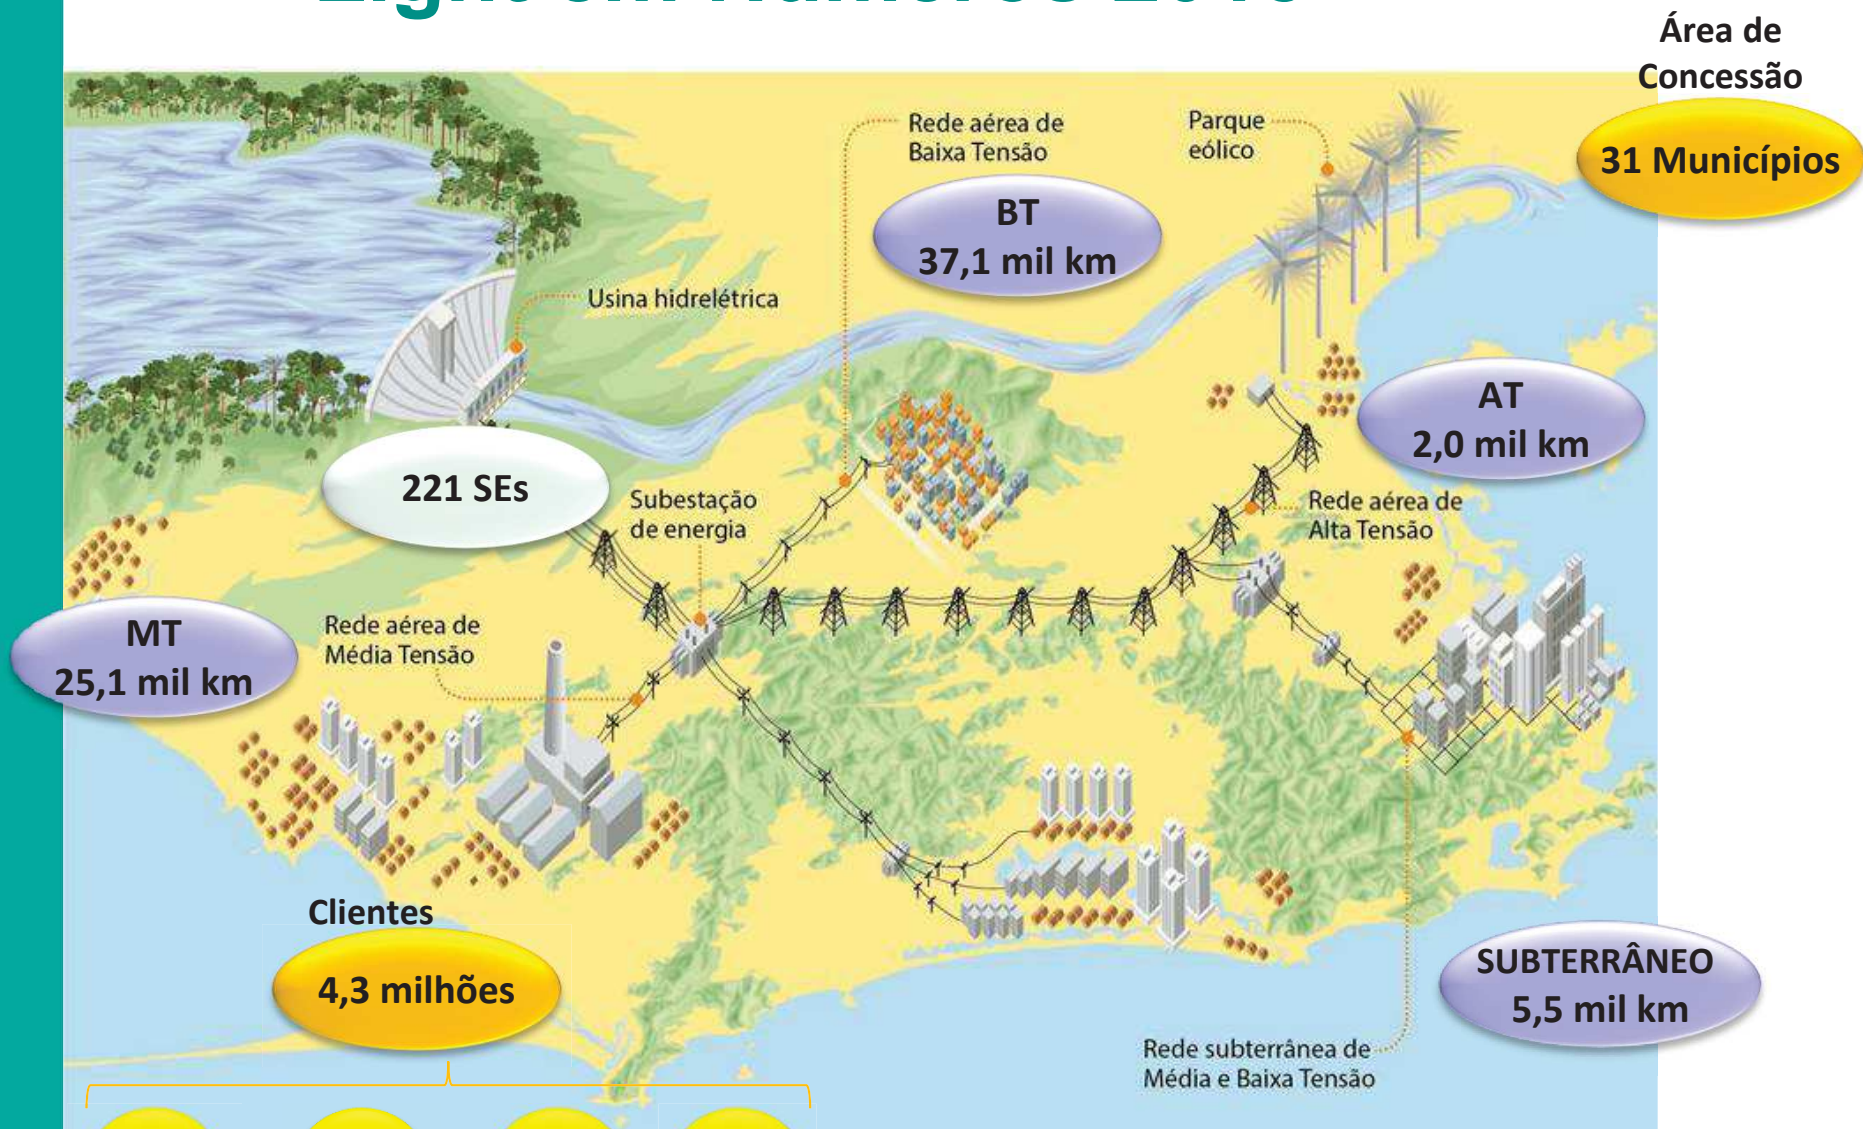 Área de
Concessão
31 Municípios
Rede aérea de
Baixa Tensão
Parque
eólico
BT
37,1 mil km
Usina hidrelétrica
AT
2,0 mil km
221 SEs
Subestação
de energia
Rede aérea de
Alta Tensão
MT
25,1 mil km
Rede aérea de
Média Tensão
Clientes
4,3 milhões
SUBTERRÂNEO
5,5 mil km
Rede subterrânea de
Média e Baixa Tensão